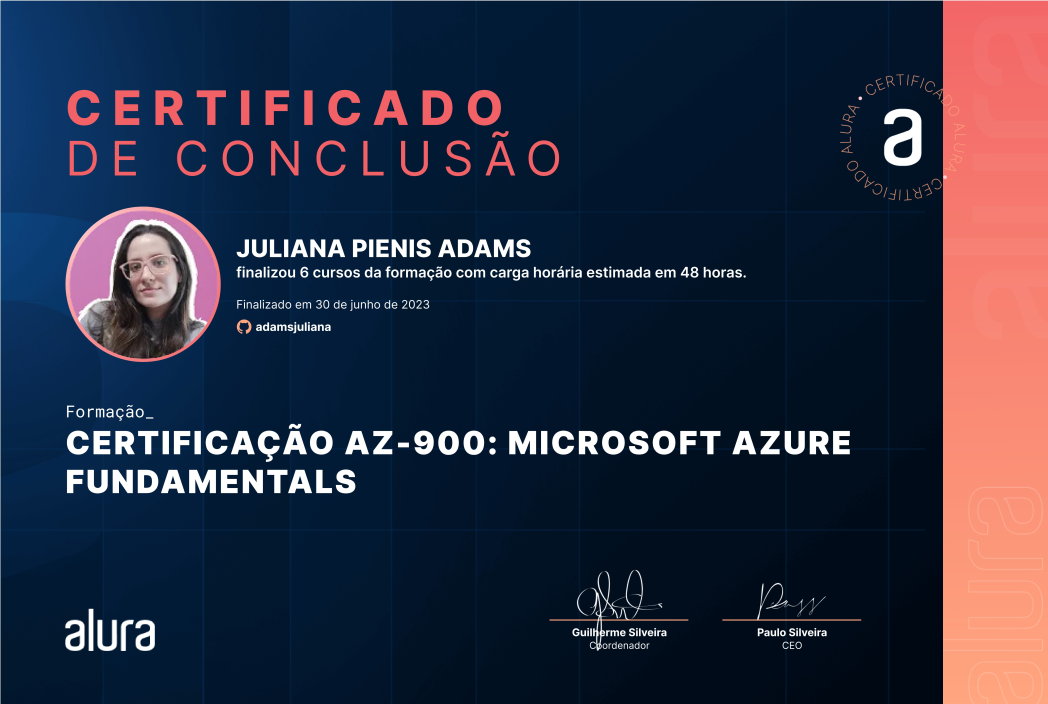 CERTIFICADO
DE CONCLUSÃO
CERTIFICADO ALURA • CERTIFICADO ALURA •
a
JULIANA PIENIS ADAMS
finalizou 6 cursos da formação com carga horária estimada em 48 horas.
Finalizado em 30 de junho de 2023
adamsjuliana
Formação_
CERTIFICAÇÃO AZ-900: MICROSOFT AZURE
FUNDAMENTALS
alura
Guilherme Silveira
Coordenador
Paulo Silveira
CEO
alura
alura